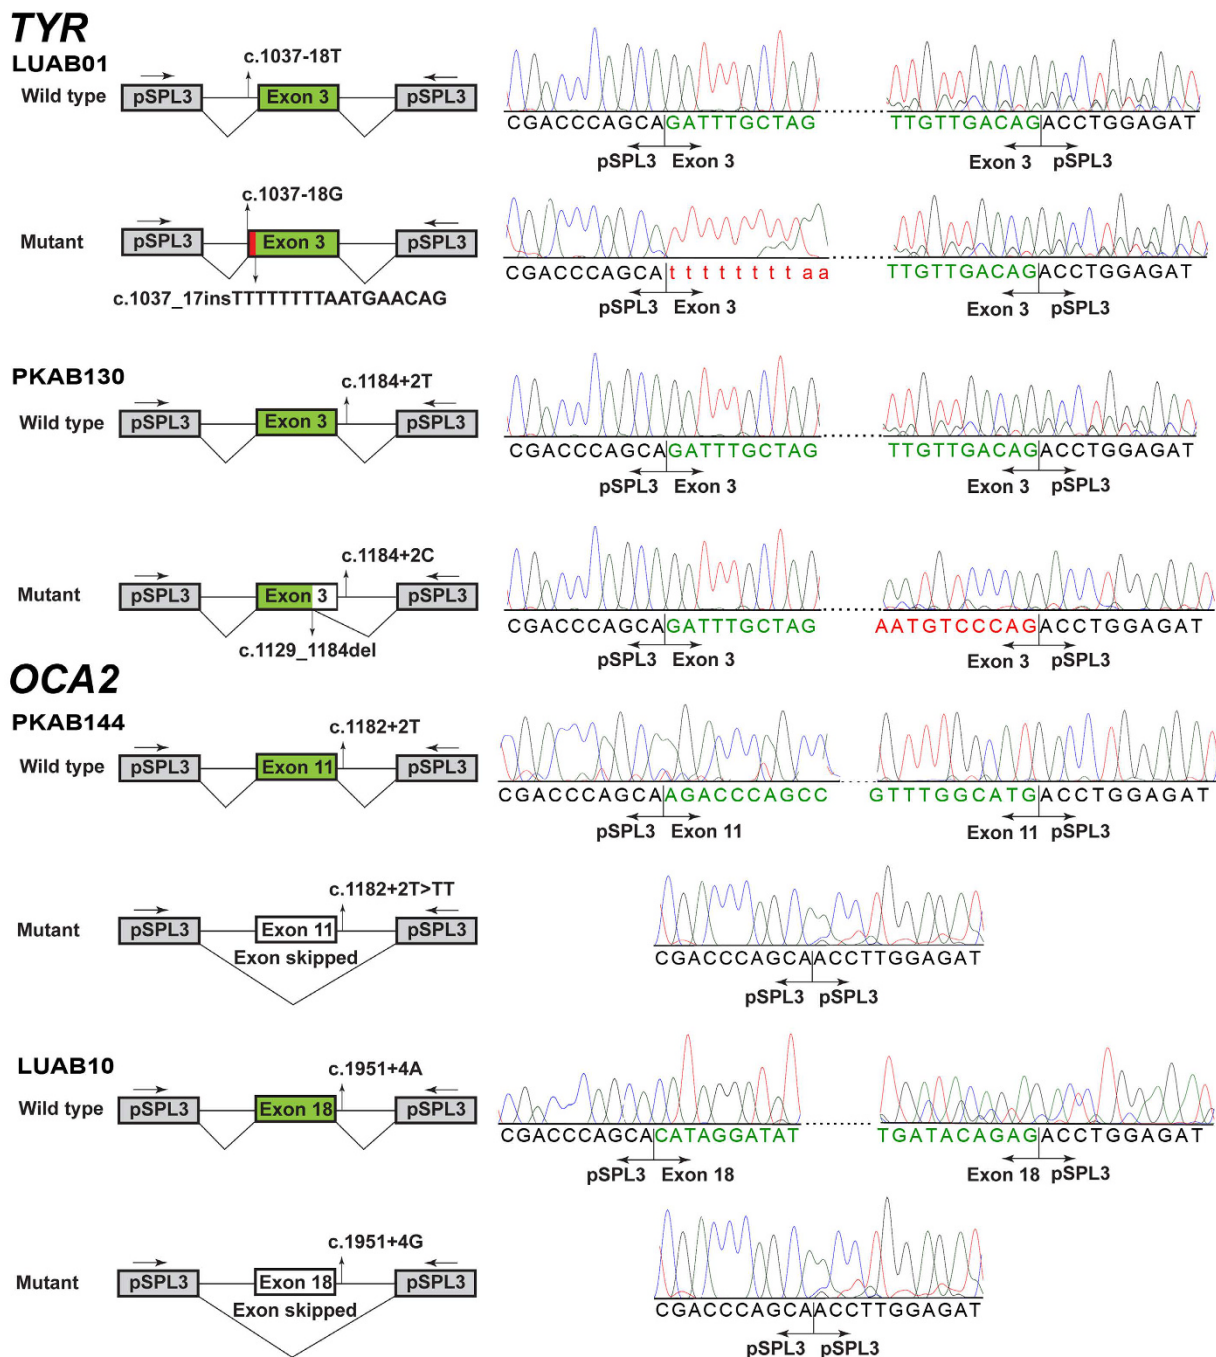 TYR
LUAB01
Wild type
pSPL3
c.1037-18T
Exon 3
pSPL3
CGACCCAGCAGATTTGCTAG
TTGTTGACAGACCTGGAGAT
pSPL3 Exon 3
Exon 3 pSPL3
Mutant
pSPL3
c.1037-18G
Exon 3
pSPL3
c.1037_17insTTTTTTTTAATGAACAG
CGACCCAGCAttttttttaa
TTGTTGACAGACCTGGAGAT
pSPL3 Exon 3
Exon 3 pSPL3
PKAB130
Wild type
pSPL3
c.1184+2T
Exon 3
pSPL3
CGACCCAGCAGATTTGCTAG
TTGTTGACAGACCTGGAGAT
pSPL3 Exon 3
Exon 3 pSPL3
Mutant
pSPL3
c.1184+2C
Exon 3
pSPL3
c.1129_1184del
CGACCCAGCAGATTTGCTAG
AATGTCCCAGACCTGGAGAT
pSPL3 Exon 3
Exon 3 pSPL3
OCA2
PKAB144
Wild type
pSPL3
c.1182+2T
Exon 11
pSPL3
CGACCCAGCAAGACCCAGCC
GTTTGGCATGACCTGGAGAT
pSPL3 Exon 11
Exon 11 pSPL3
Mutant
pSPL3
c.1182+2T>TT
Exon 11
pSPL3
Exon skipped
CGACCCAGCAACCTTGGAGAT
pSPL3 pSPL3
LUAB10
Wild type
pSPL3
c.1951+4A
Exon 18
pSPL3
CGACCCAGCACATAGGATAT
TGATACAGAGACCTGGAGAT
pSPL3 Exon 18
Exon 18 pSPL3
Mutant
pSPL3
c.1951+4G
Exon 18
pSPL3
Exon skipped
CGACCCAGCAACCTTGGAGAT
pSPL3 pSPL3